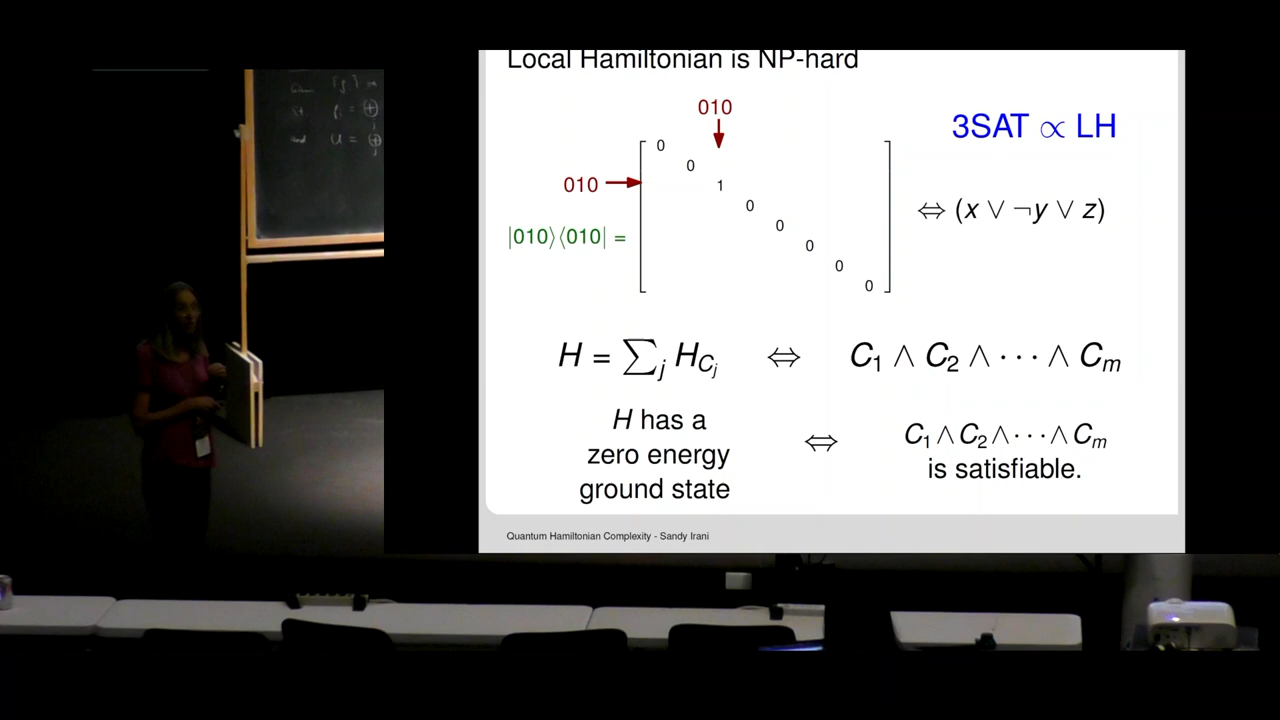 Local Hamiltonian is NP-hard
010
3SAT ∝ LH
0
0
010
1
⇔ (x ∨ ¬y ∨ z)
0
|010⟩⟨010| =
0
0
0
0
H = ∑j HCj ⇔ C1 ∧ C2 ∧ · · · ∧ Cm
H has a
zero energy
ground state
⇔
C1 ∧ C2 ∧ · · · ∧ Cm
is satisfiable.
Quantum Hamiltonian Complexity - Sandy Irani